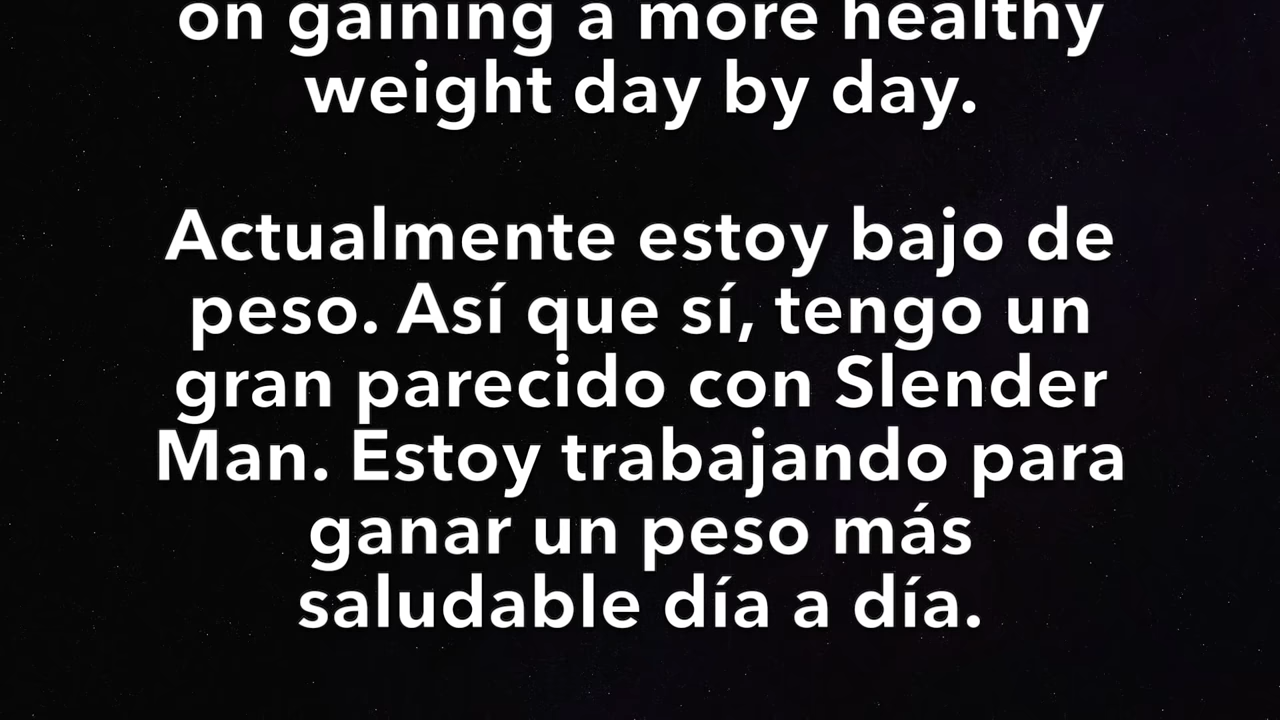 on gaining a more healthy
weight day by day.
Actualmente estoy bajo de
peso. Así que sí, tengo un
gran parecido con Slender
Man. Estoy trabajando para
ganar un peso más
saludable día a día.